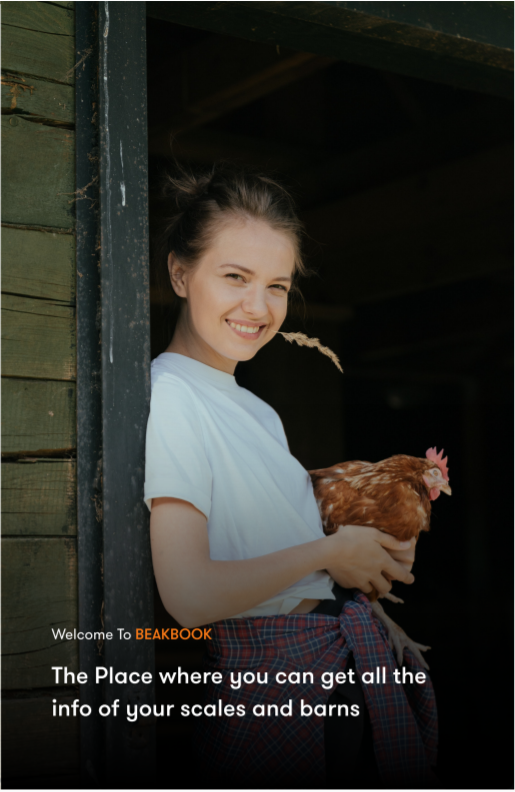 Welcome To BEAKBOOK
The Place where you can get all the
info of your scales and barns